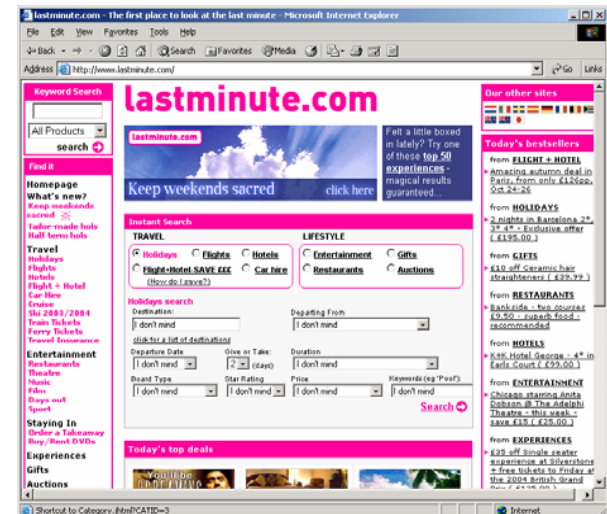 lastminute.com - The first place to look at the last minute - Microsoft Internet Explorer
File Edit View Favorites Tools Help
Back Search Favorites Media
Address http://www.lastminute.com/ Go Links
Keyword Search
All Products
search
Find it
Homepage
What's new?
Keep weekends
sacred
Tailor-made hols
Half term hols
Travel
Holidays
Flights
Hotels
Flight + Hotel
Car Hire
Cruise
Ski 2003/2004
Train Tickets
Ferry Tickets
Travel Insurance
Entertainment
Restaurants
Theatre
Music
Film
Days out
Sport
Staying In
Order a Takeaway
Buy/Rent DVDs
Experiences
Gifts
Auctions
lastminute.com
lastminute.com
Keep weekends sacred click here
Felt a little boxed
in lately? Try one
of these top 50
experiences -
magical results
guaranteed...
Instant Search
TRAVEL LIFESTYLE
Holidays Flights Hotels Entertainment Gifts
Flight+Hotel-SAVE £££ Car hire Restaurants Auctions
(How do I save?)
Holidays search
Destination: Departing From
I don't mind I don't mind
click for a list of destinations
Departure Date Give or Take: Duration
I don't mind 2 (days) I don't mind
Board Type Star Rating Price Keywords (eg 'Pool'):
I don't mind I don't mind I don't mind I don't mind
Search
Today's top deals
You'll be
Our other sites
Today's bestsellers
from FLIGHT + HOTEL
Amazing autumn deal in
Paris, from only £126pp,
Oct 24-26
from HOLIDAYS
2 nights in Barcelona 2*,
3* 4* - Exclusive offer
( £195.00 )
from GIFTS
£10 off Ceramic hair
straighteners ( £39.99 )
from RESTAURANTS
Bankside - two courses
£9.50 - superb food -
recommended
from HOTELS
K+K Hotel George - 4* in
Earls Court ( £99.00 )
from ENTERTAINMENT
Chicago starring Anita
Dobson @ The Adelphi
Theatre - this week -
save £15 ( £25.00 )
from EXPERIENCES
£35 off Single seater
experience at Silverstone
+ free tickets to Friday at
the 2004 British Grand
Shortcut to Category.ihtml?CATID=3 Internet